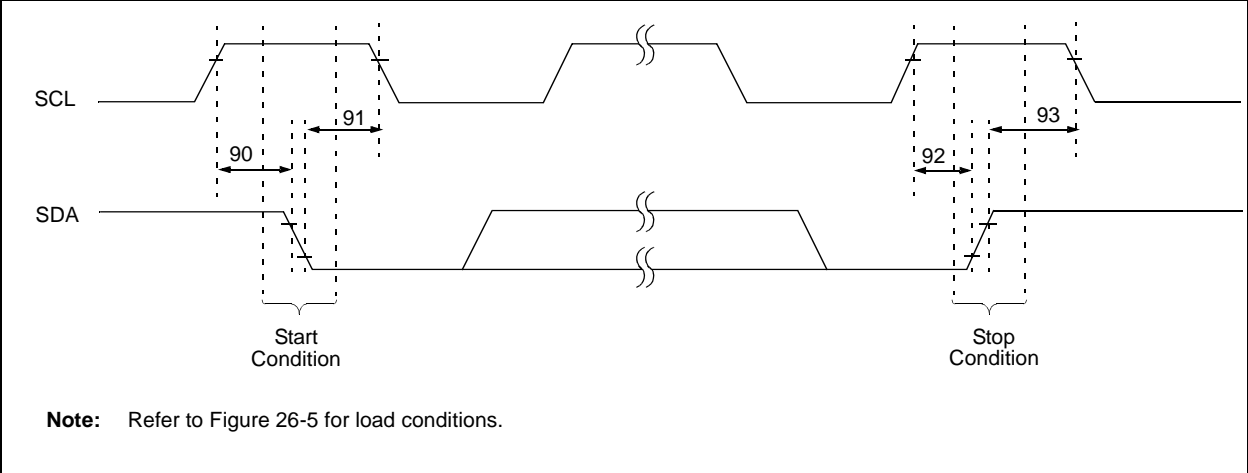 SCL
91
93
90
92
SDA
Start
Condition
Stop
Condition
Note: Refer to Figure 26-5 for load conditions.